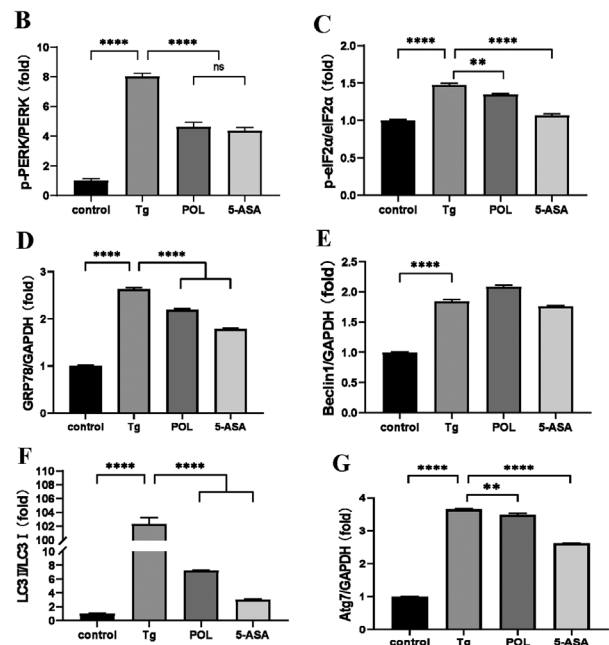 B
**** ****
ns
p-PERK/PERK (fold)
10
8
6
4
2
0
control Tg POL 5-ASA
C
**** ****
**
p-eIF2α/eIF2α (fold)
2.0
1.5
1.0
0.5
0.0
control Tg POL 5-ASA
D
**** ****
GRP78/GAPDH (fold)
3
2
1
0
control Tg POL 5-ASA
E
****
Beclin1/GAPDH (fold)
2.5
2.0
1.5
1.0
0.5
0.0
control Tg POL 5-ASA
F
**** ****
LC3Ⅱ/LC3Ⅰ (fold)
110
108
106
104
102
100
8
6
4
2
0
control Tg POL 5-ASA
G
**** ****
**
Atg7/GAPDH (fold)
4
3
2
1
0
control Tg POL 5-ASA